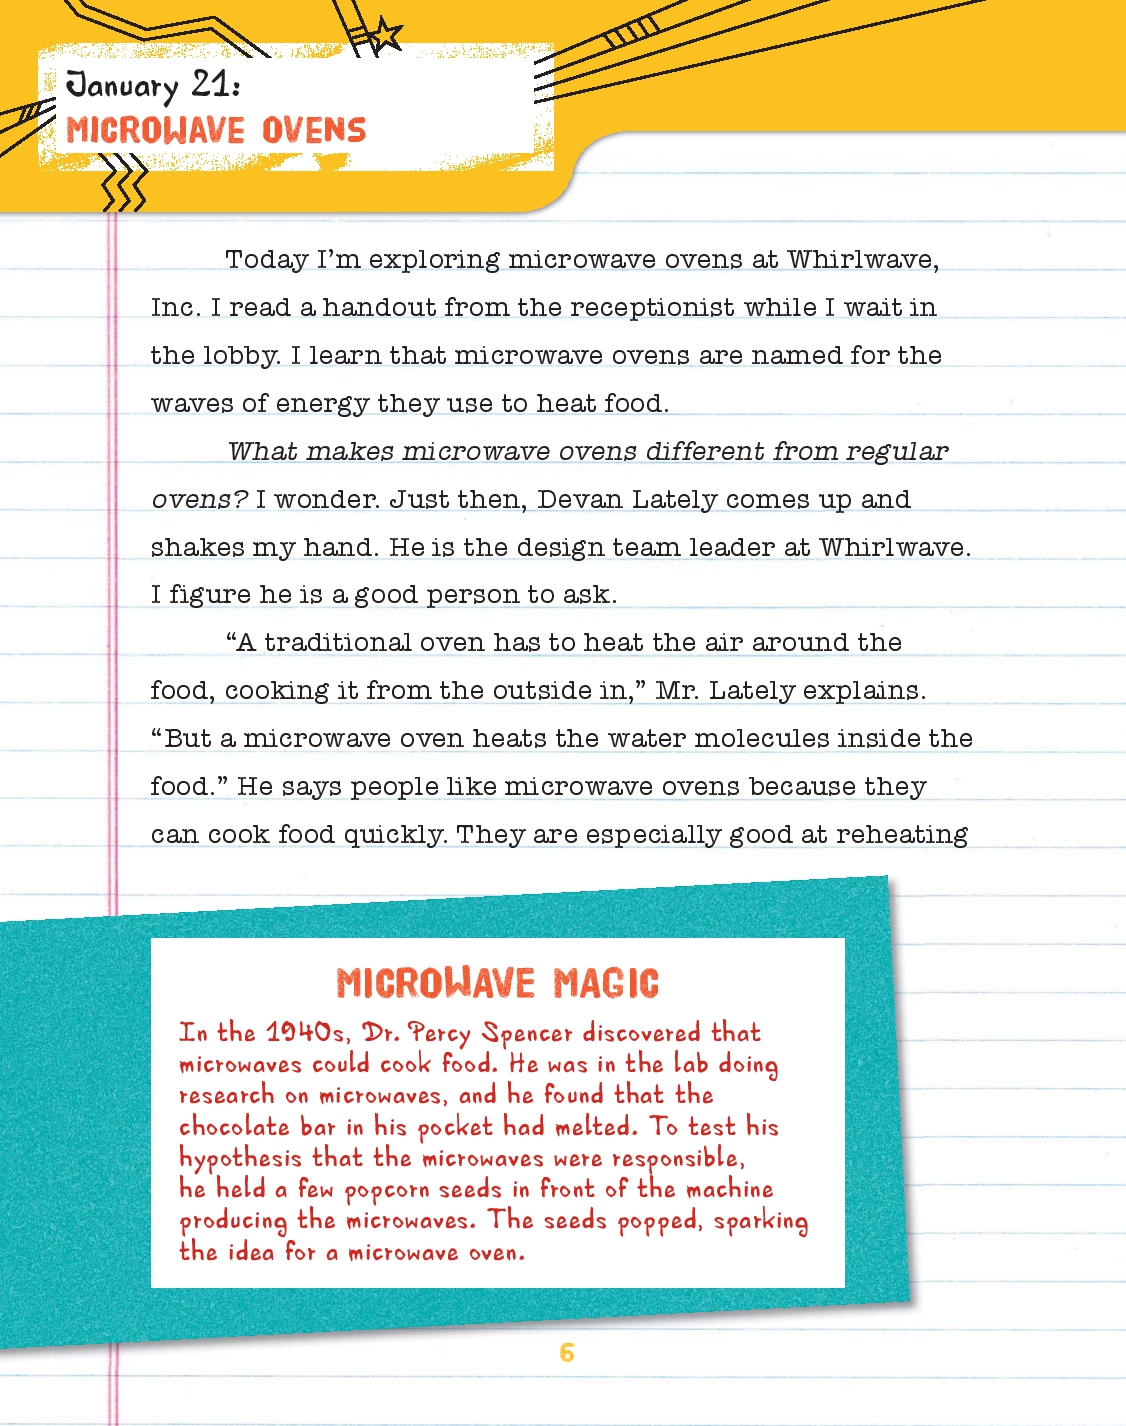 January 21:
MICROWAVE OVENS
Today I'm exploring microwave ovens at Whirlwave,
Inc. I read a handout from the receptionist while I wait in
the lobby. I learn that microwave ovens are named for the
waves of energy they use to heat food.
What makes microwave ovens different from regular
ovens? I wonder. Just then, Devan Lately comes up and
shakes my hand. He is the design team leader at Whirlwave.
I figure he is a good person to ask.
“A traditional oven has to heat the air around the
food, cooking it from the outside in,” Mr. Lately explains.
“But a microwave oven heats the water molecules inside the
food.” He says people like microwave ovens because they
can cook food quickly. They are especially good at reheating
MICROWAVE MAGIC
In the 1940s, Dr. Percy Spencer discovered that
microwaves could cook food. He was in the lab doing
research on microwaves, and he found that the
chocolate bar in his pocket had melted. To test his
hypothesis that the microwaves were responsible,
he held a few popcorn seeds in front of the machine
producing the microwaves. The seeds popped, sparking
the idea for a microwave oven.
6